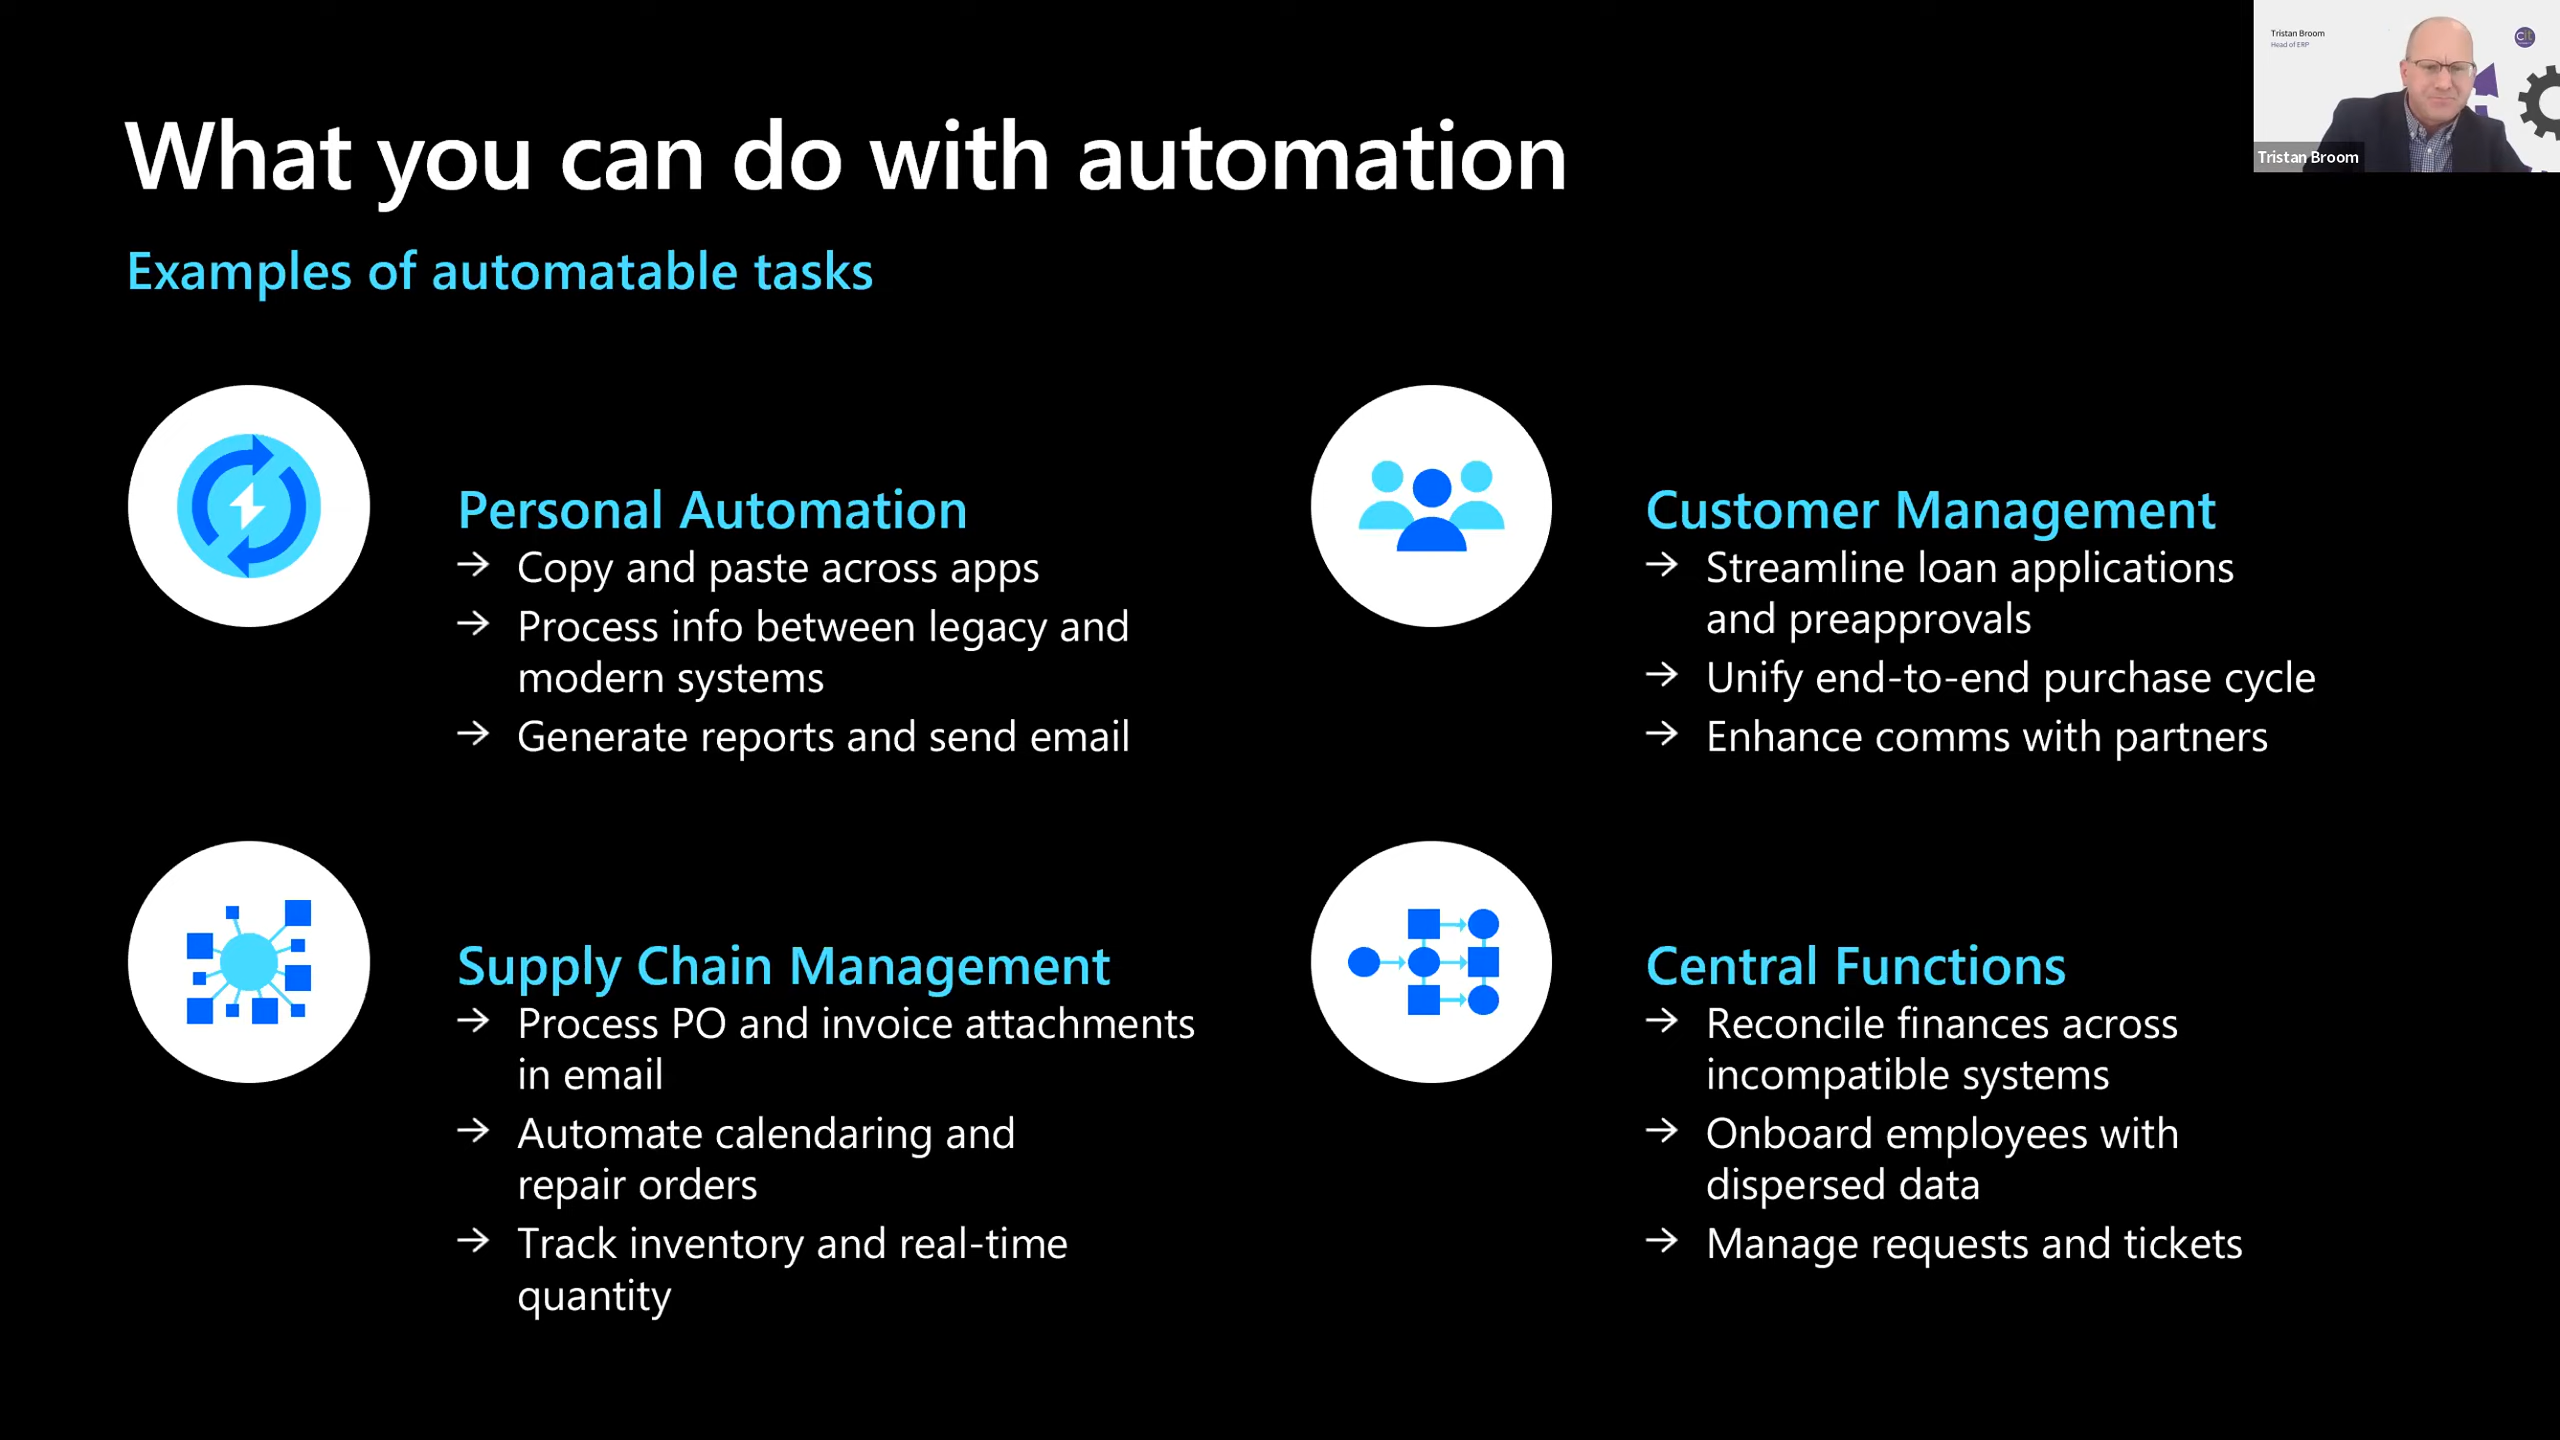 Tristan Broom
Head of ERP
cit
Tristan Broom
What you can do with automation
Examples of automatable tasks
Personal Automation
→ Copy and paste across apps
→ Process info between legacy and
modern systems
→ Generate reports and send email
Customer Management
→ Streamline loan applications
and preapprovals
→ Unify end-to-end purchase cycle
→ Enhance comms with partners
Supply Chain Management
→ Process PO and invoice attachments
in email
→ Automate calendaring and
repair orders
→ Track inventory and real-time
quantity
Central Functions
→ Reconcile finances across
incompatible systems
→ Onboard employees with
dispersed data
→ Manage requests and tickets